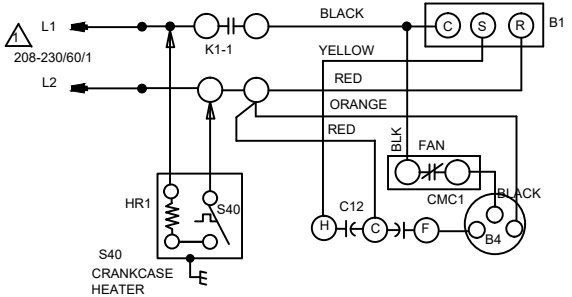 L1
BLACK
C
S
R
B1
1
208-230/60/1
K1-1
YELLOW
L2
RED
ORANGE
RED
BLK
FAN
CMC1
BLACK
HR1
S40
C12
H
C
F
B4
S40
CRANKCASE
HEATER